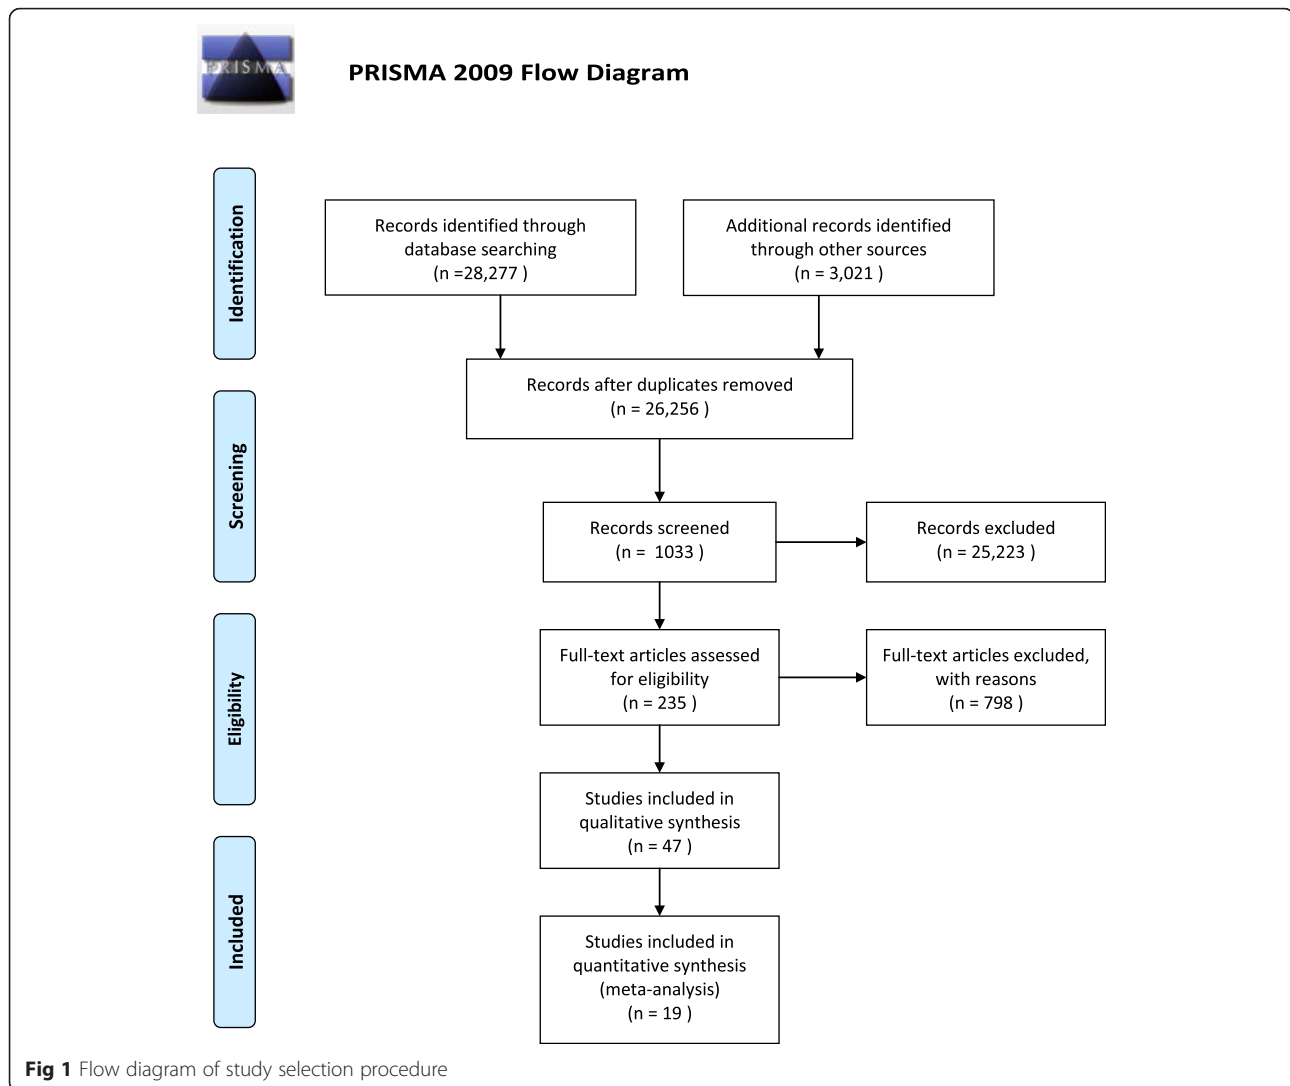 PRISMA
PRISMA 2009 Flow Diagram
Identification
Records identified through
database searching
(n =28,277 )
Additional records identified
through other sources
(n = 3,021 )
Records after duplicates removed
(n = 26,256 )
Screening
Records screened
(n =  1033 )
Records excluded
(n = 25,223 )
Eligibility
Full-text articles assessed
for eligibility
(n = 235 )
Full-text articles excluded,
with reasons
(n = 798 )
Studies included in
qualitative synthesis
(n = 47 )
Included
Studies included in
quantitative synthesis
(meta-analysis)
(n = 19 )
Fig 1 Flow diagram of study selection procedure